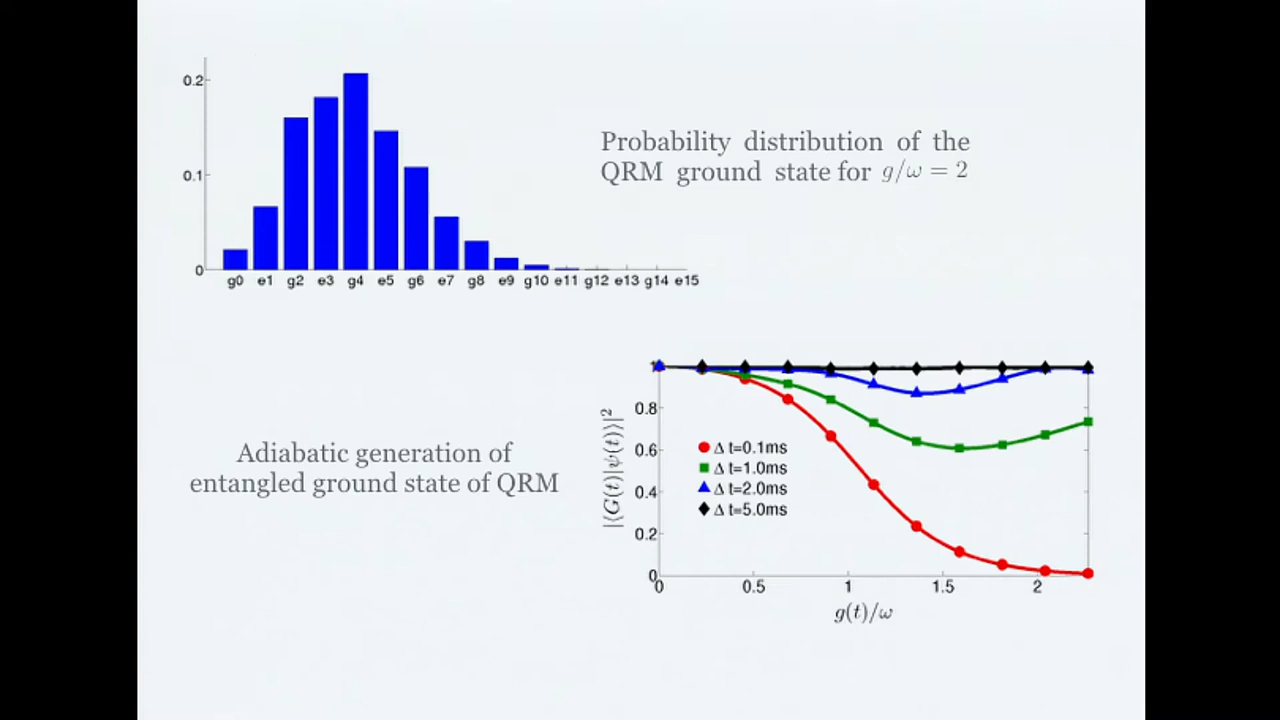 0.2
0.1
0
g0 e1 g2 e3 g4 e5 g6 e7 g8 e9 g10 e11 g12 e13 g14 e15
Probability distribution of the
QRM ground state for g/ω = 2
Adiabatic generation of
entangled ground state of QRM
|⟨G(t)|ψ(t)⟩|²
0.8
0.6
0.4
0.2
0
Δ t=0.1ms
Δ t=1.0ms
Δ t=2.0ms
Δ t=5.0ms
0 0.5 1 1.5 2
g(t)/ω